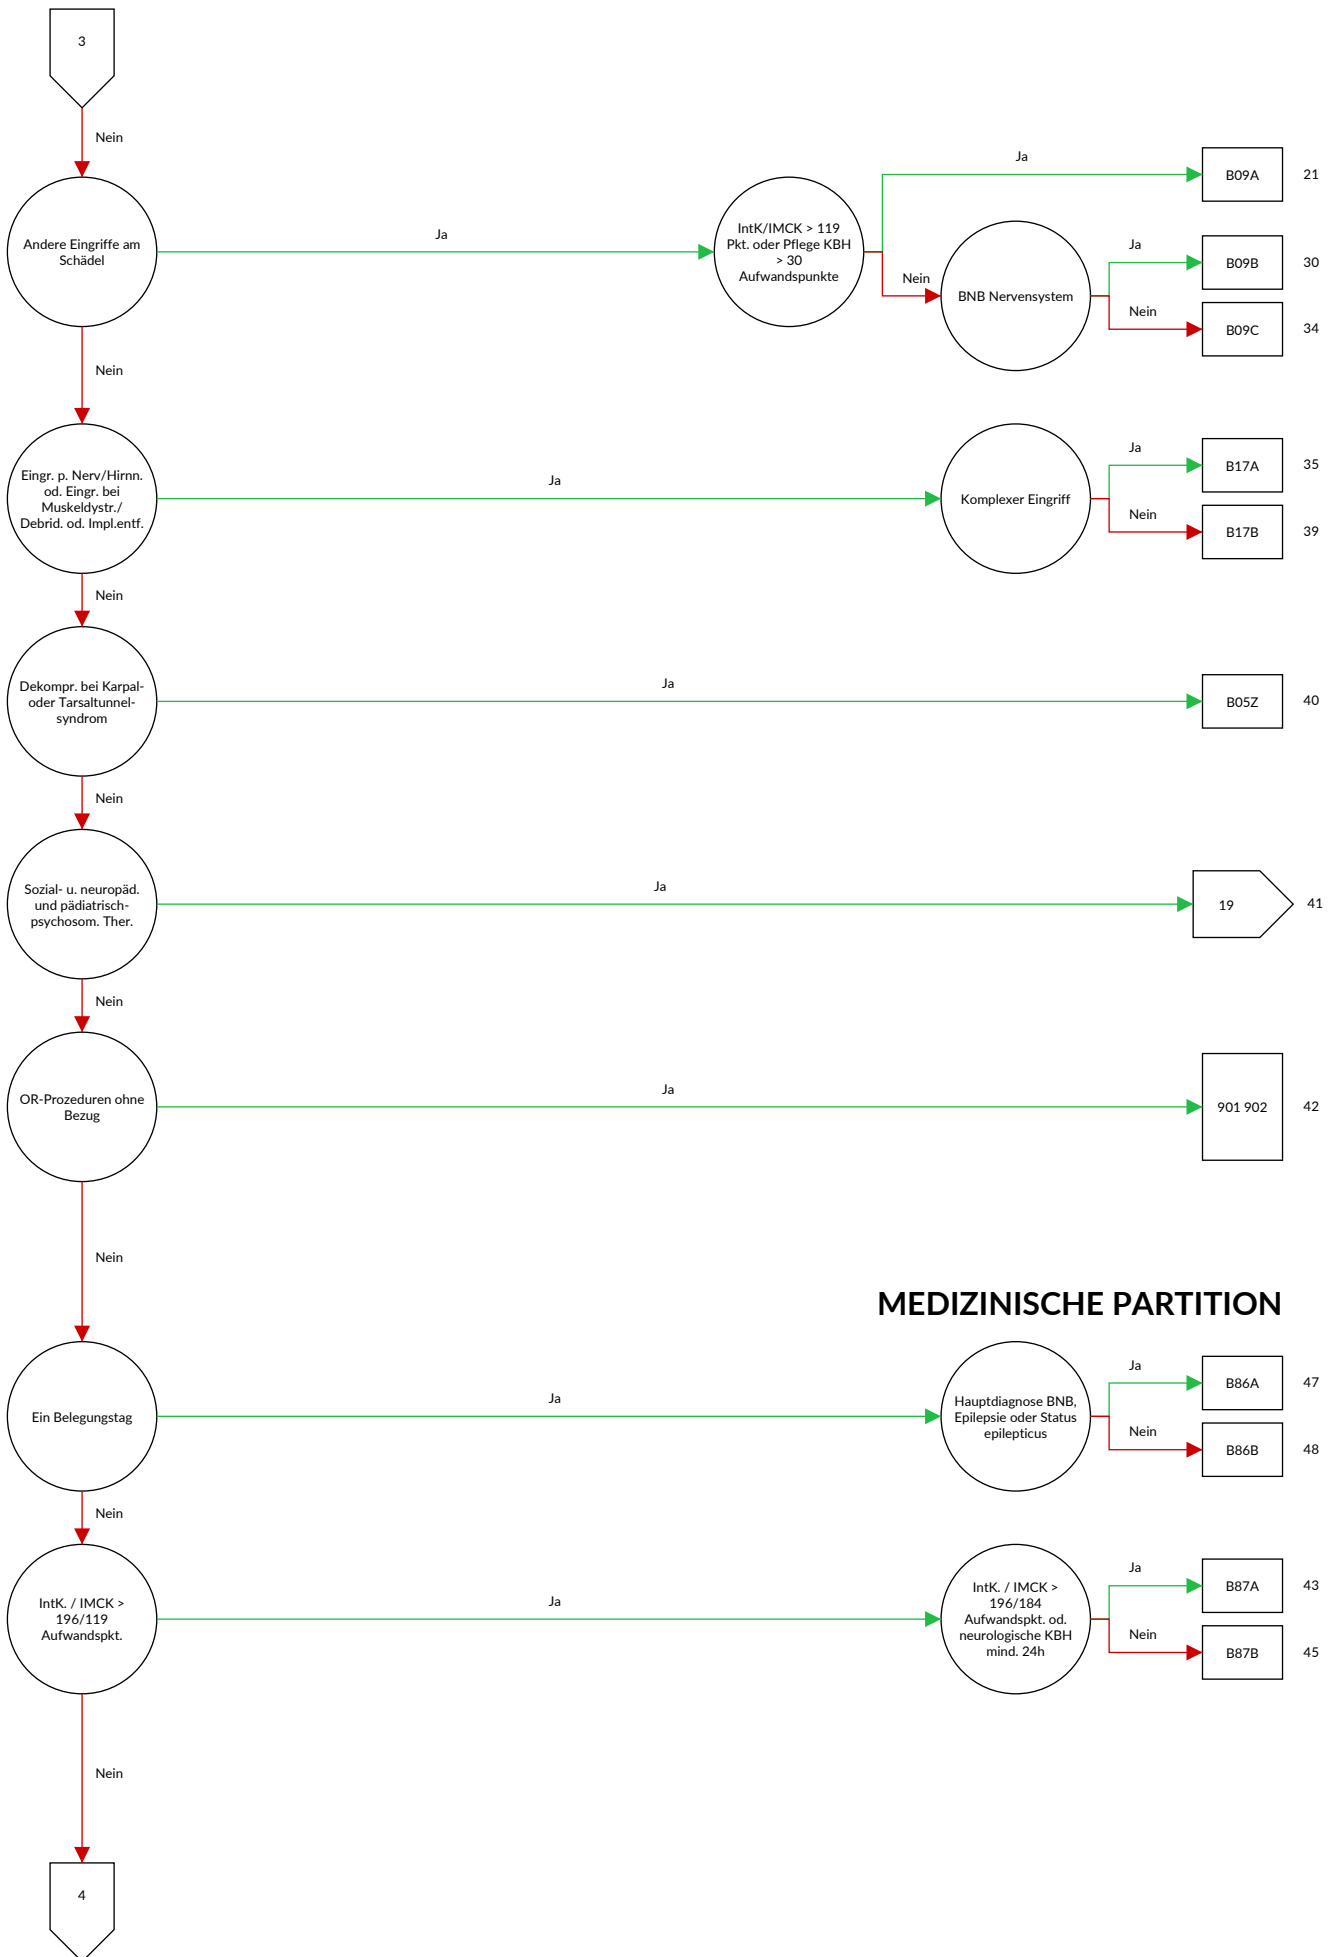 3
Nein
Andere Eingriffe am
Schädel
Ja
IntK/IMCK > 119
Pkt. oder Pflege KBH
> 30
Aufwandspunkte
Ja
B09A
21
Nein
BNB Nervensystem
Ja
B09B
30
Nein
B09C
34
Nein
Eingr. p. Nerv/Hirnn.
od. Eingr. bei
Muskeldystr./
Debrid. od. Impl.entf.
Ja
Komplexer Eingriff
Ja
B17A
35
Nein
B17B
39
Nein
Dekompr. bei Karpal-
oder Tarsaltunnel-
syndrom
Ja
B05Z
40
Nein
Sozial- u. neuropäd.
und pädiatrisch-
psychosom. Ther.
Ja
19
41
Nein
OR-Prozeduren ohne
Bezug
Ja
901 902
42
Nein
MEDIZINISCHE PARTITION
Ein Belegungstag
Ja
Hauptdiagnose BNB,
Epilepsie oder Status
epilepticus
Ja
B86A
47
Nein
B86B
48
Nein
IntK. / IMCK >
196/119
Aufwandspkt.
Ja
IntK. / IMCK >
196/184
Aufwandspkt. od.
neurologische KBH
mind. 24h
Ja
B87A
43
Nein
B87B
45
Nein
4